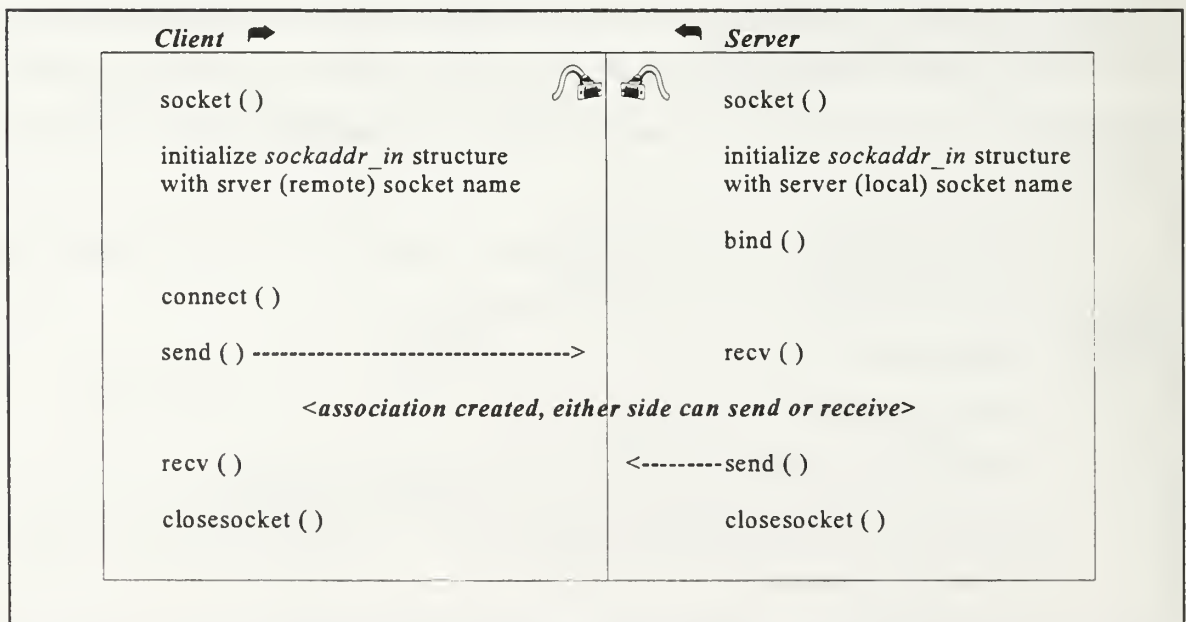 Client Server
socket ( ) socket ( )
initialize sockaddr_in structure initialize sockaddr_in structure
with srver (remote) socket name with server (local) socket name
bind ( )
connect ( )
send ( ) ----------------------------------> recv ( )
<association created, either side can send or receive>
recv ( ) <---------send ( )
closesocket ( ) closesocket ( )